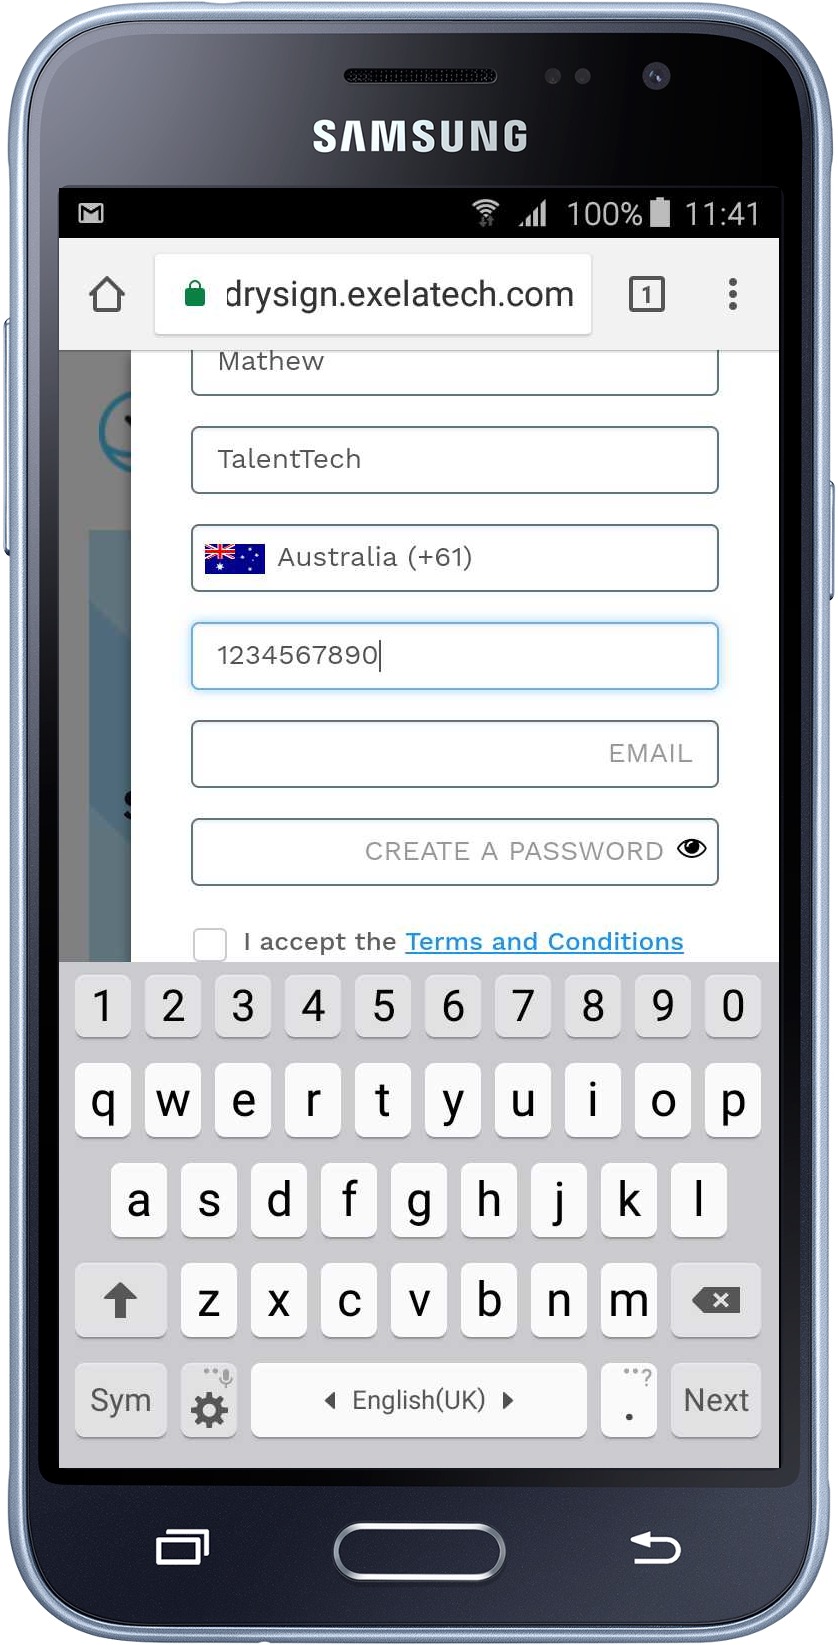 SAMSUNG
100% 11:41
drysign.exelatech.com 1
Mathew
TalentTech
Australia (+61)
1234567890
EMAIL
CREATE A PASSWORD
I accept the Terms and Conditions
1 2 3 4 5 6 7 8 9 0
q w e r t y u i o p
a s d f g h j k l
z x c v b n m
Sym English(UK) ? . Next